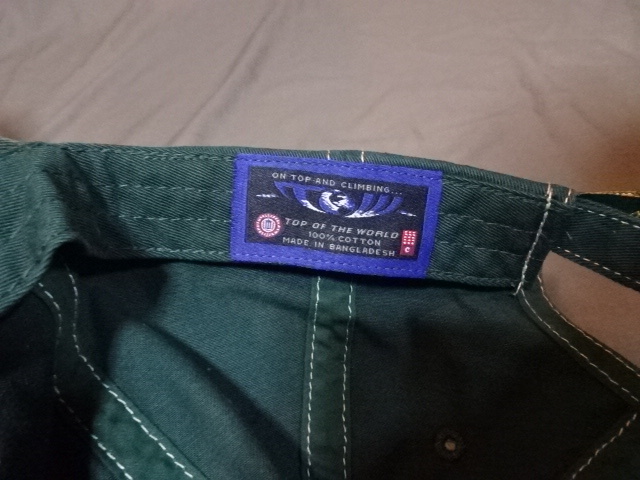 ON TOP AND CLIMBING...
TOP OF THE WORLD
100% COTTON
MADE IN BANGLADESH